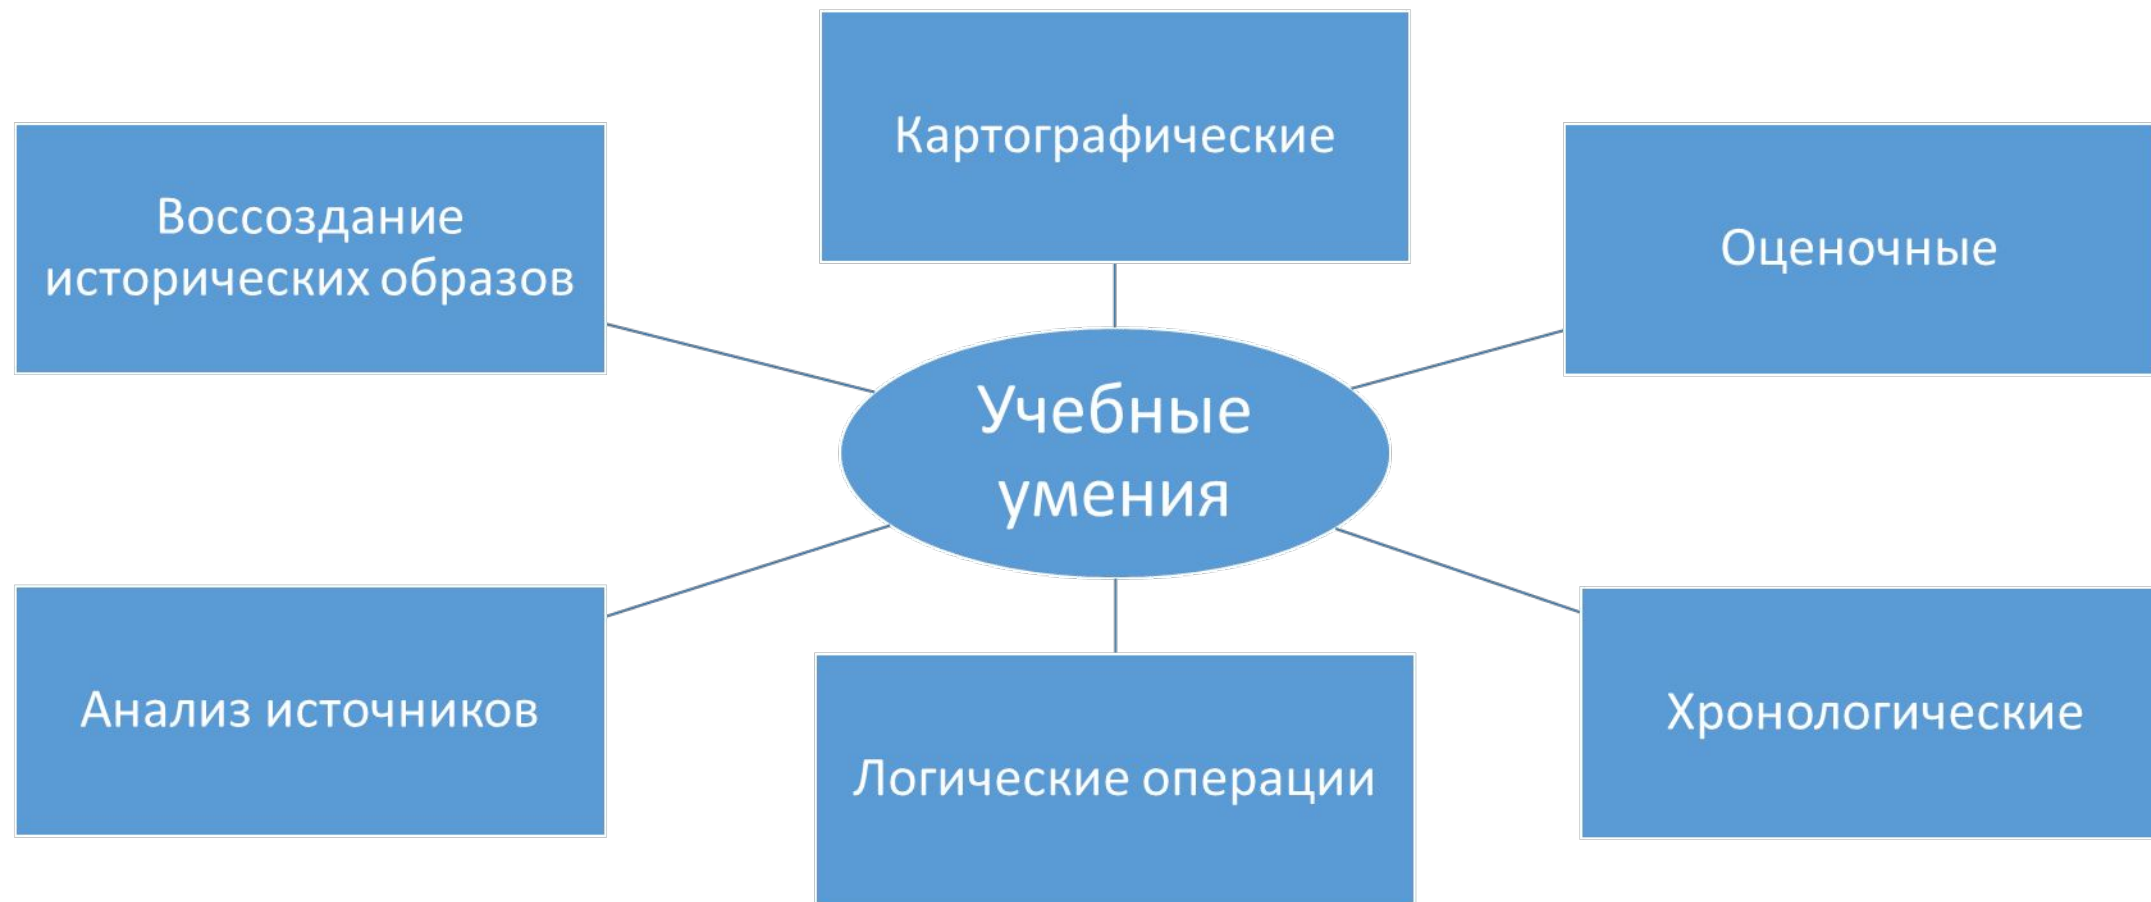 Картографические
Воссоздание
исторических образов
Оценочные
Учебные
умения
Анализ источников
Логические операции
Хронологические